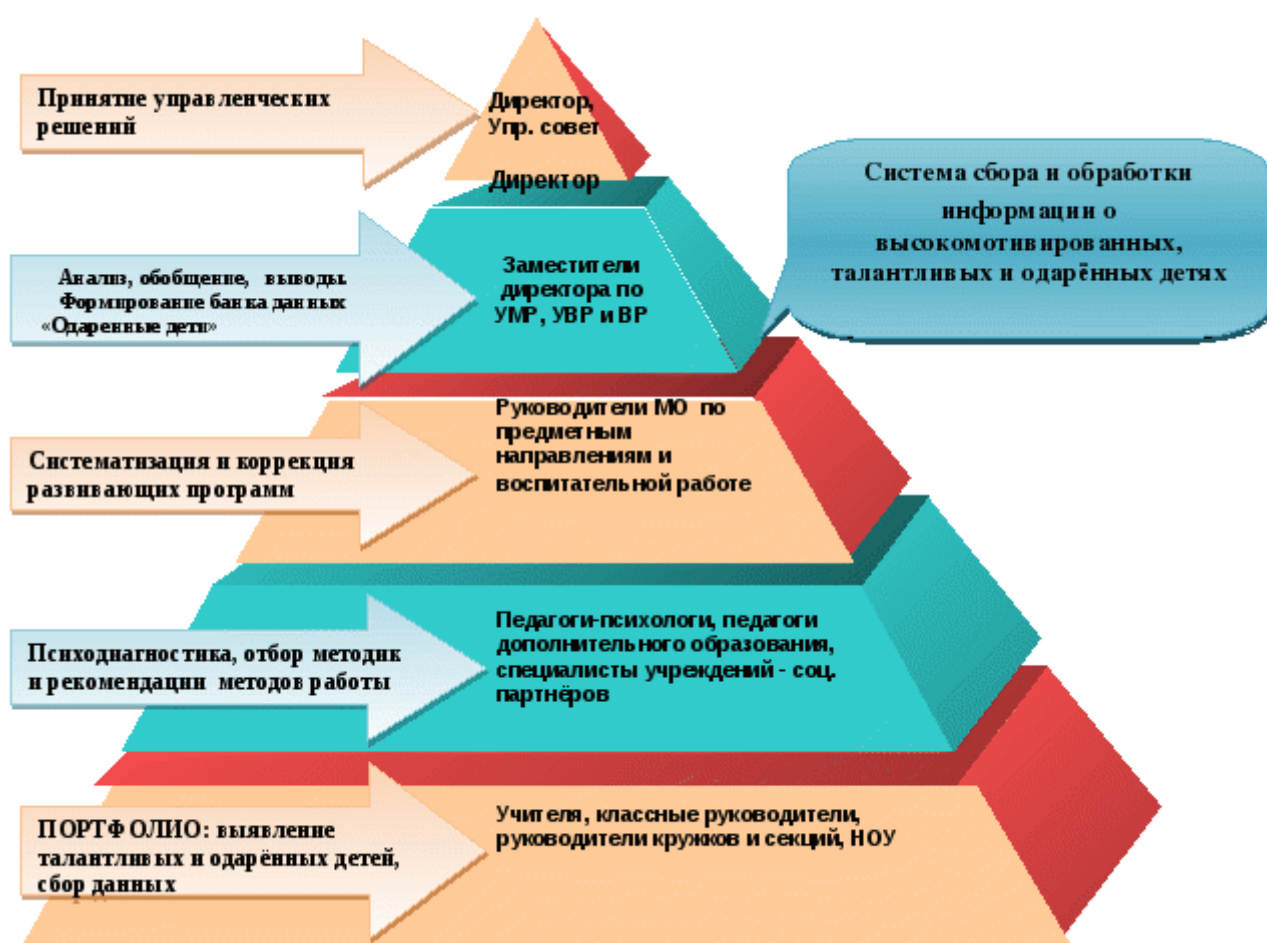 Принятие управленческих
решений
Директор,
Упр. совет
Директор
Система сбора и обработки
информации о
высокомотивированных,
талантливых и одарённых детях
Анализ, обобщение, выводы.
Формирование банка данных
«Одаренные дети»
Заместители
директора по
УМР, УВР и ВР
Систематизация и коррекция
развивающих программ
Руководители МО по
предметным
направлениям и
воспитательной работе
Психодиагностика, отбор методик
и рекомендации методов работы
Педагоги-психологи, педагоги
дополнительного образования,
специалисты учреждений - соц.
партнёров
ПОРТФОЛИО: выявление
талантливых и одарённых детей,
сбор данных
Учителя, классные руководители,
руководители кружков и секций, НОУ